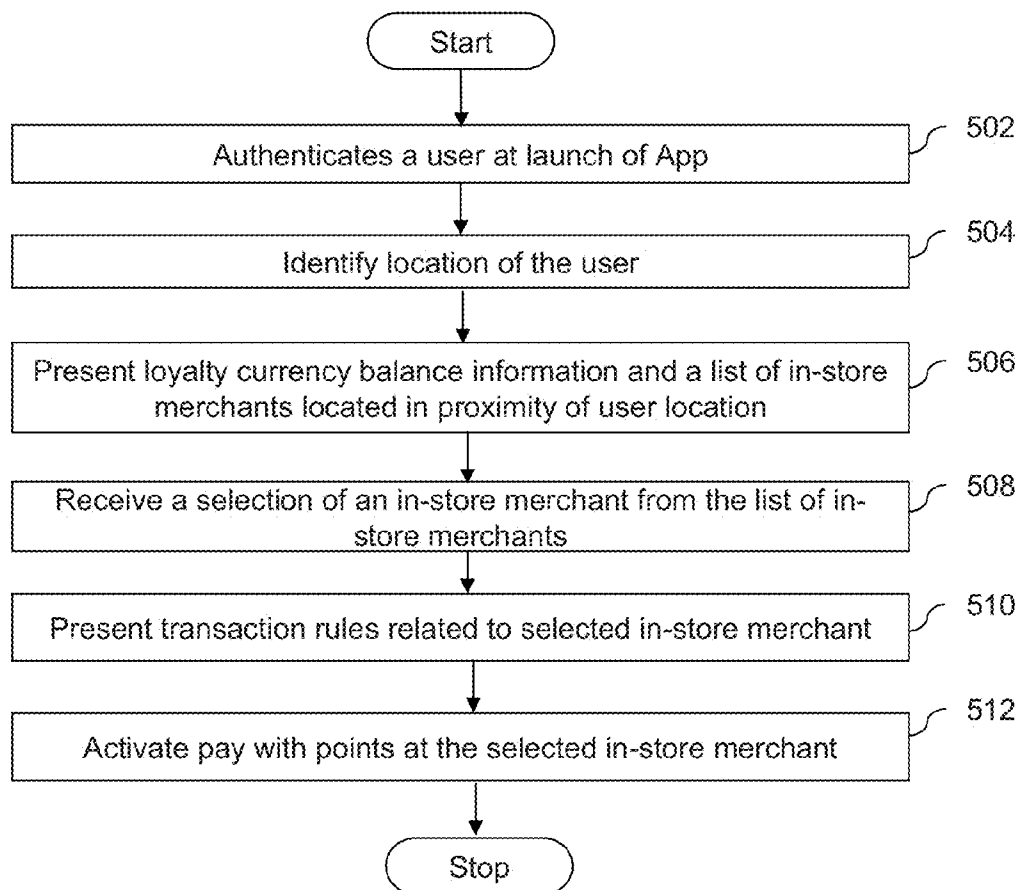 Start
502
Authenticates a user at launch of App
504
Identify location of the user
506
Present loyalty currency balance information and a list of in-store
merchants located in proximity of user location
508
Receive a selection of an in-store merchant from the list of in-
store merchants
510
Present transaction rules related to selected in-store merchant
512
Activate pay with points at the selected in-store merchant
Stop